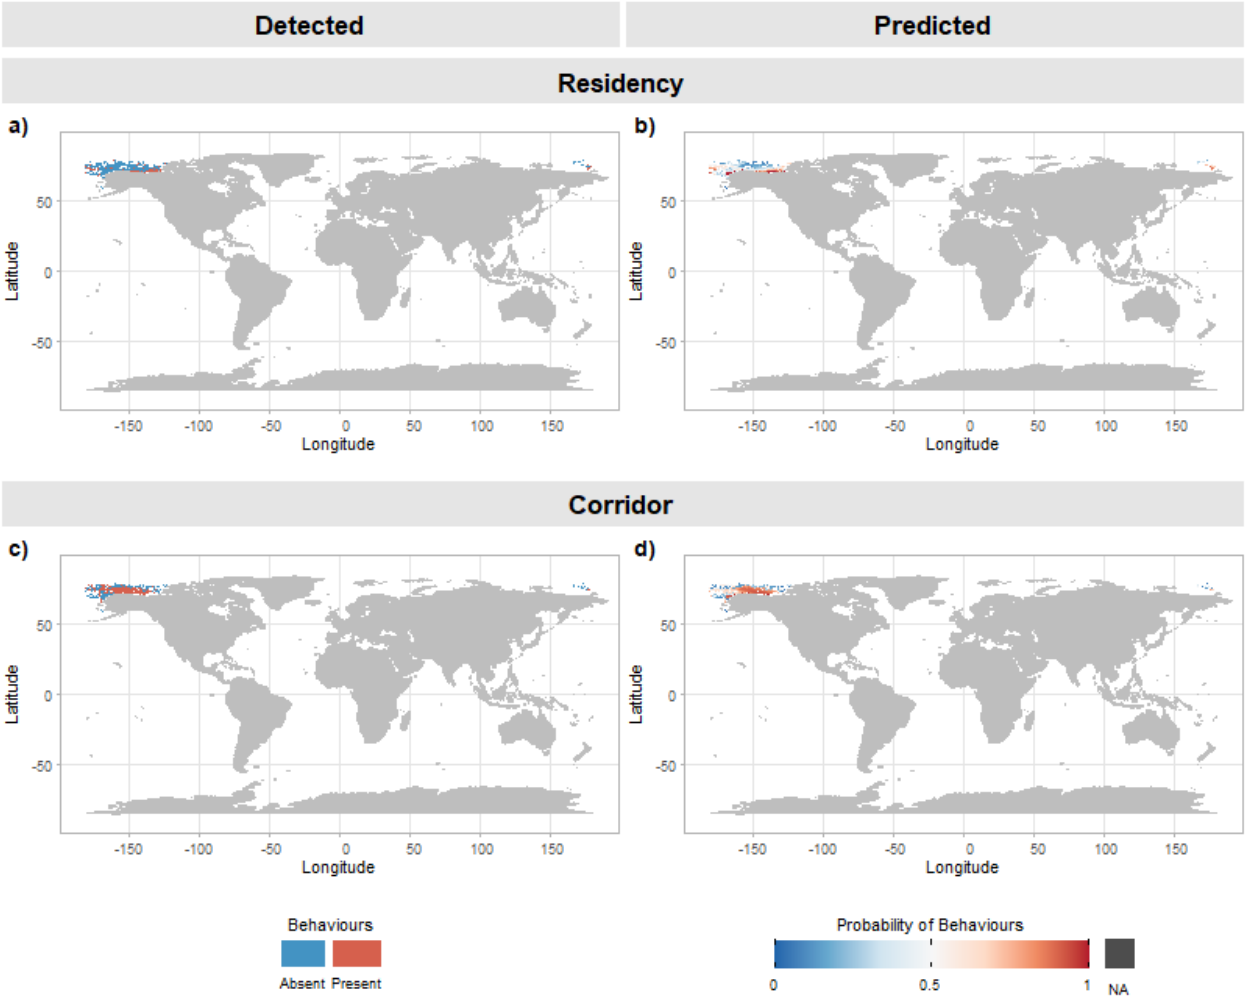 Detected Predicted
Residency
a) b)
50 50
0 0
-50 -50
Latitude Latitude
-150 -100 -50 0 50 100 150 -150 -100 -50 0 50 100 150
Longitude Longitude
Corridor
c) d)
50 50
0 0
-50 -50
Latitude Latitude
-150 -100 -50 0 50 100 150 -150 -100 -50 0 50 100 150
Longitude Longitude
Behaviours Probability of Behaviours
Absent Present 0 0.5 1 NA